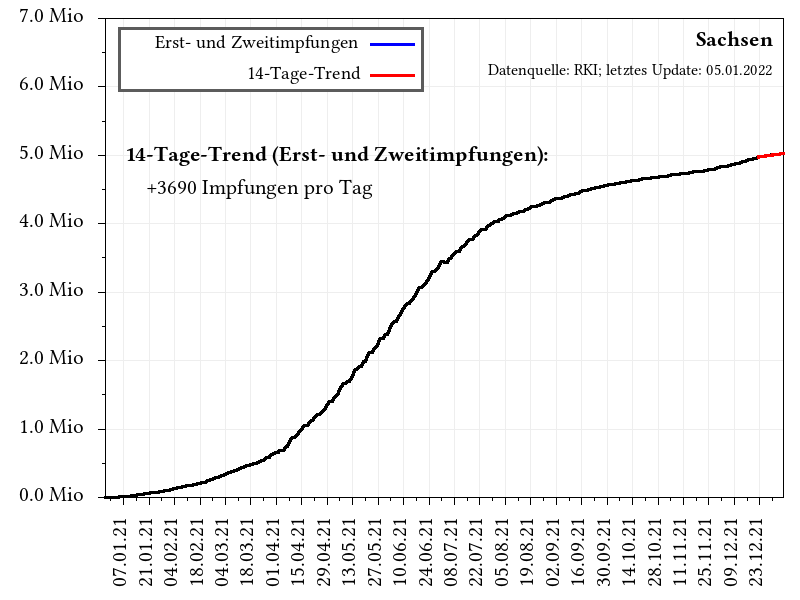 7.0 Mio
6.0 Mio
5.0 Mio
4.0 Mio
3.0 Mio
2.0 Mio
1.0 Mio
0.0 Mio
Erst- und Zweitimpfungen
14-Tage-Trend
Sachsen
Datenquelle: RKI; letztes Update: 05.01.2022
14-Tage-Trend (Erst- und Zweitimpfungen):
+3690 Impfungen pro Tag
07.01.21
21.01.21
04.02.21
18.02.21
04.03.21
18.03.21
01.04.21
15.04.21
29.04.21
13.05.21
27.05.21
10.06.21
24.06.21
08.07.21
22.07.21
05.08.21
19.08.21
02.09.21
16.09.21
30.09.21
14.10.21
28.10.21
11.11.21
25.11.21
09.12.21
23.12.21